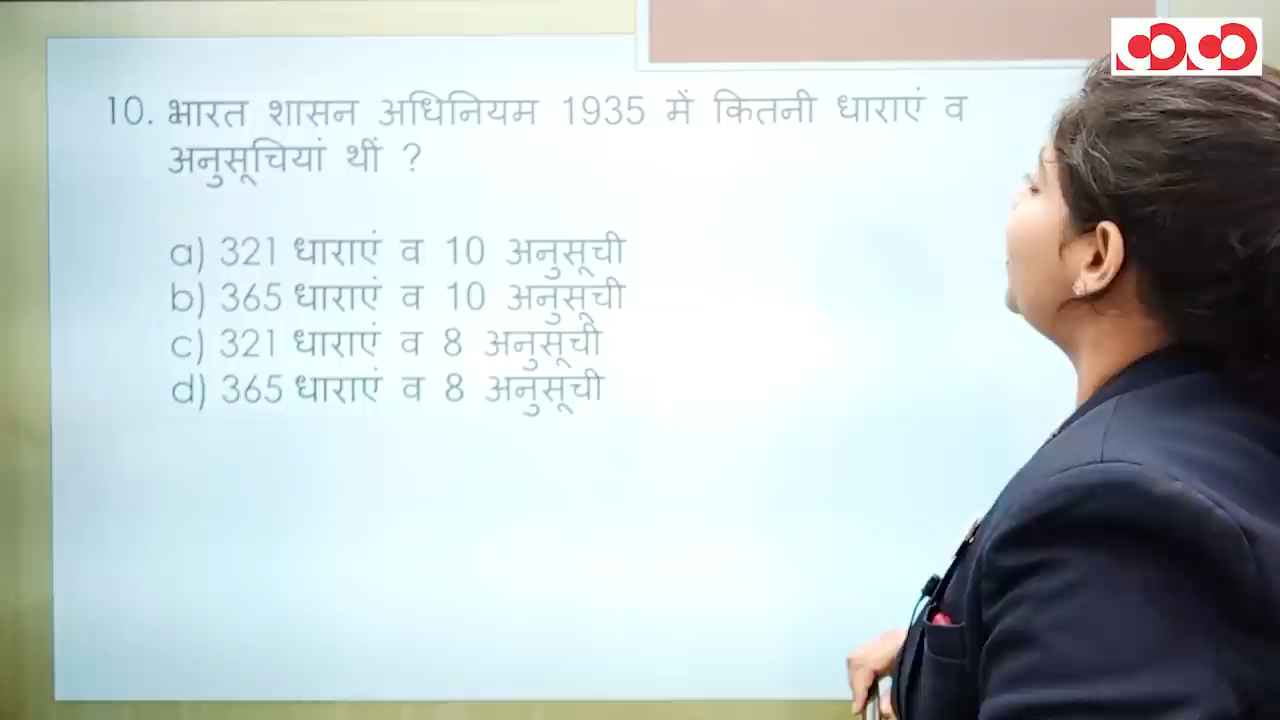 10. भारत शासन अधिनियम 1935 में कितनी धाराएं व
अनुसूचियां थीं ?
a) 321 धाराएं व 10 अनुसूची
b) 365 धाराएं व 10 अनुसूची
c) 321 धाराएं व 8 अनुसूची
d) 365 धाराएं व 8 अनुसूची